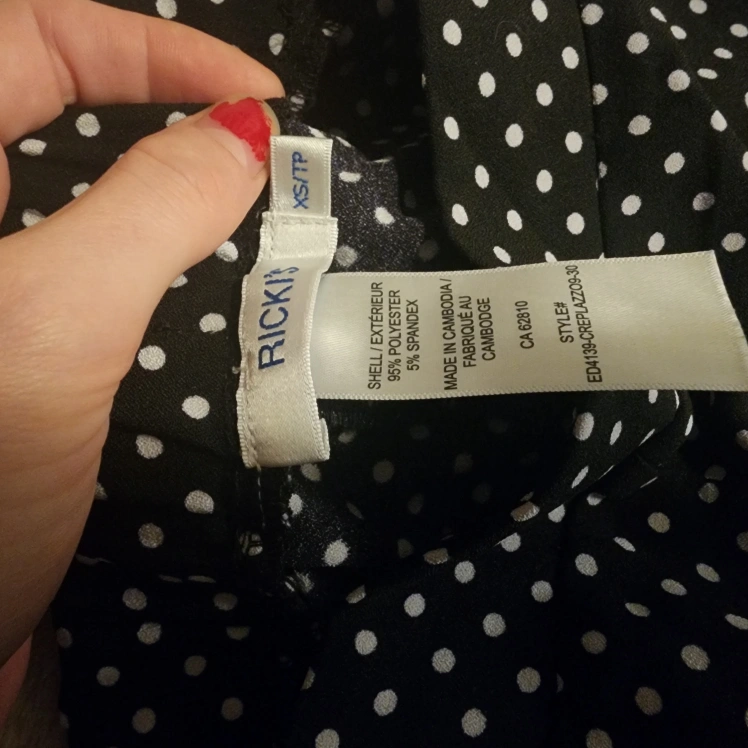 XS/TP
RICKI'S
SHELL / EXTÉRIEUR
95% POLYESTER
5% SPANDEX
MADE IN CAMBODIA /
FABRIQUÉ AU
CAMBODGE
CA 62810
STYLE#
ED4139-CREPLAZZO9-30